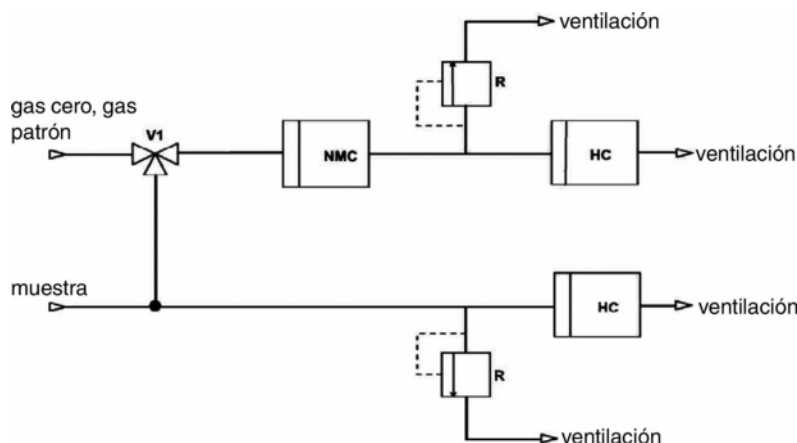 ventilación
R
gas cero, gas
patrón
V1
NMC
HC
ventilación
muestra
HC
ventilación
R
ventilación